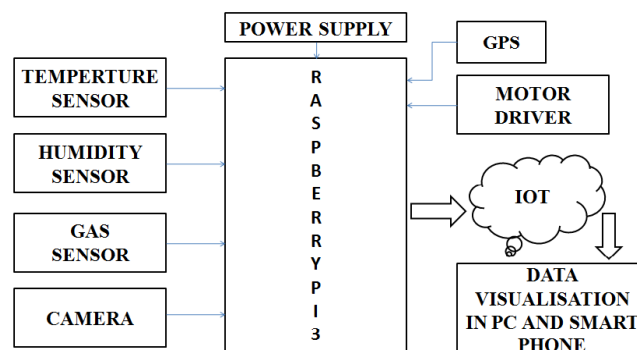 POWER SUPPLY
GPS
TEMPERTURE
SENSOR
MOTOR
DRIVER
HUMIDITY
SENSOR
GAS
SENSOR
CAMERA
R
A
S
P
B
E
R
R
Y
P
I
3
IOT
DATA
VISUALISATION
IN PC AND SMART
PHONE